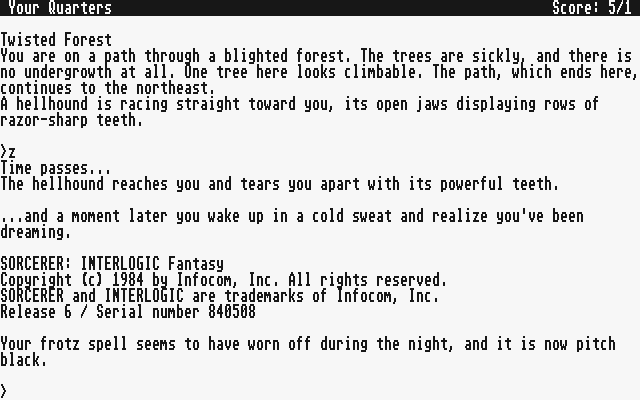 Your Quarters Score: 5/1
Twisted Forest
You are on a path through a blighted forest. The trees are sickly, and there is
no undergrowth at all. One tree here looks climbable. The path, which ends here,
continues to the northeast.
A hellhound is racing straight toward you, its open jaws displaying rows of
razor-sharp teeth.
>z
Time passes...
The hellhound reaches you and tears you apart with its powerful teeth.
...and a moment later you wake up in a cold sweat and realize you've been
dreaming.
SORCERER: INTERLOGIC Fantasy
Copyright (c) 1984 by Infocom, Inc. All rights reserved.
SORCERER and INTERLOGIC are trademarks of Infocom, Inc.
Release 6 / Serial number 840508
Your frotz spell seems to have worn off during the night, and it is now pitch
black.
>